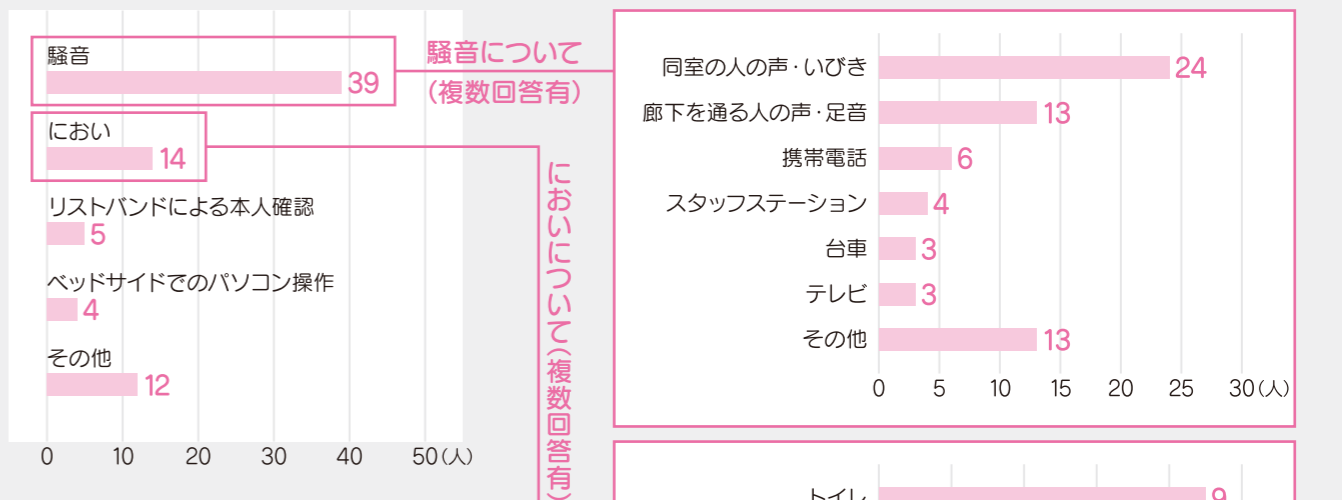 騒音
39
におい
14
リストバンドによる本人確認
5
ベッドサイドでのパソコン操作
4
その他
12
0 10 20 30 40 50(人)
騒音について
(複数回答有)
においについて(複数回答有)
同室の人の声・いびき 24
廊下を通る人の声・足音 13
携帯電話 6
スタッフステーション 4
台車 3
テレビ 3
その他 13
0 5 10 15 20 25 30(人)
トイレ 9